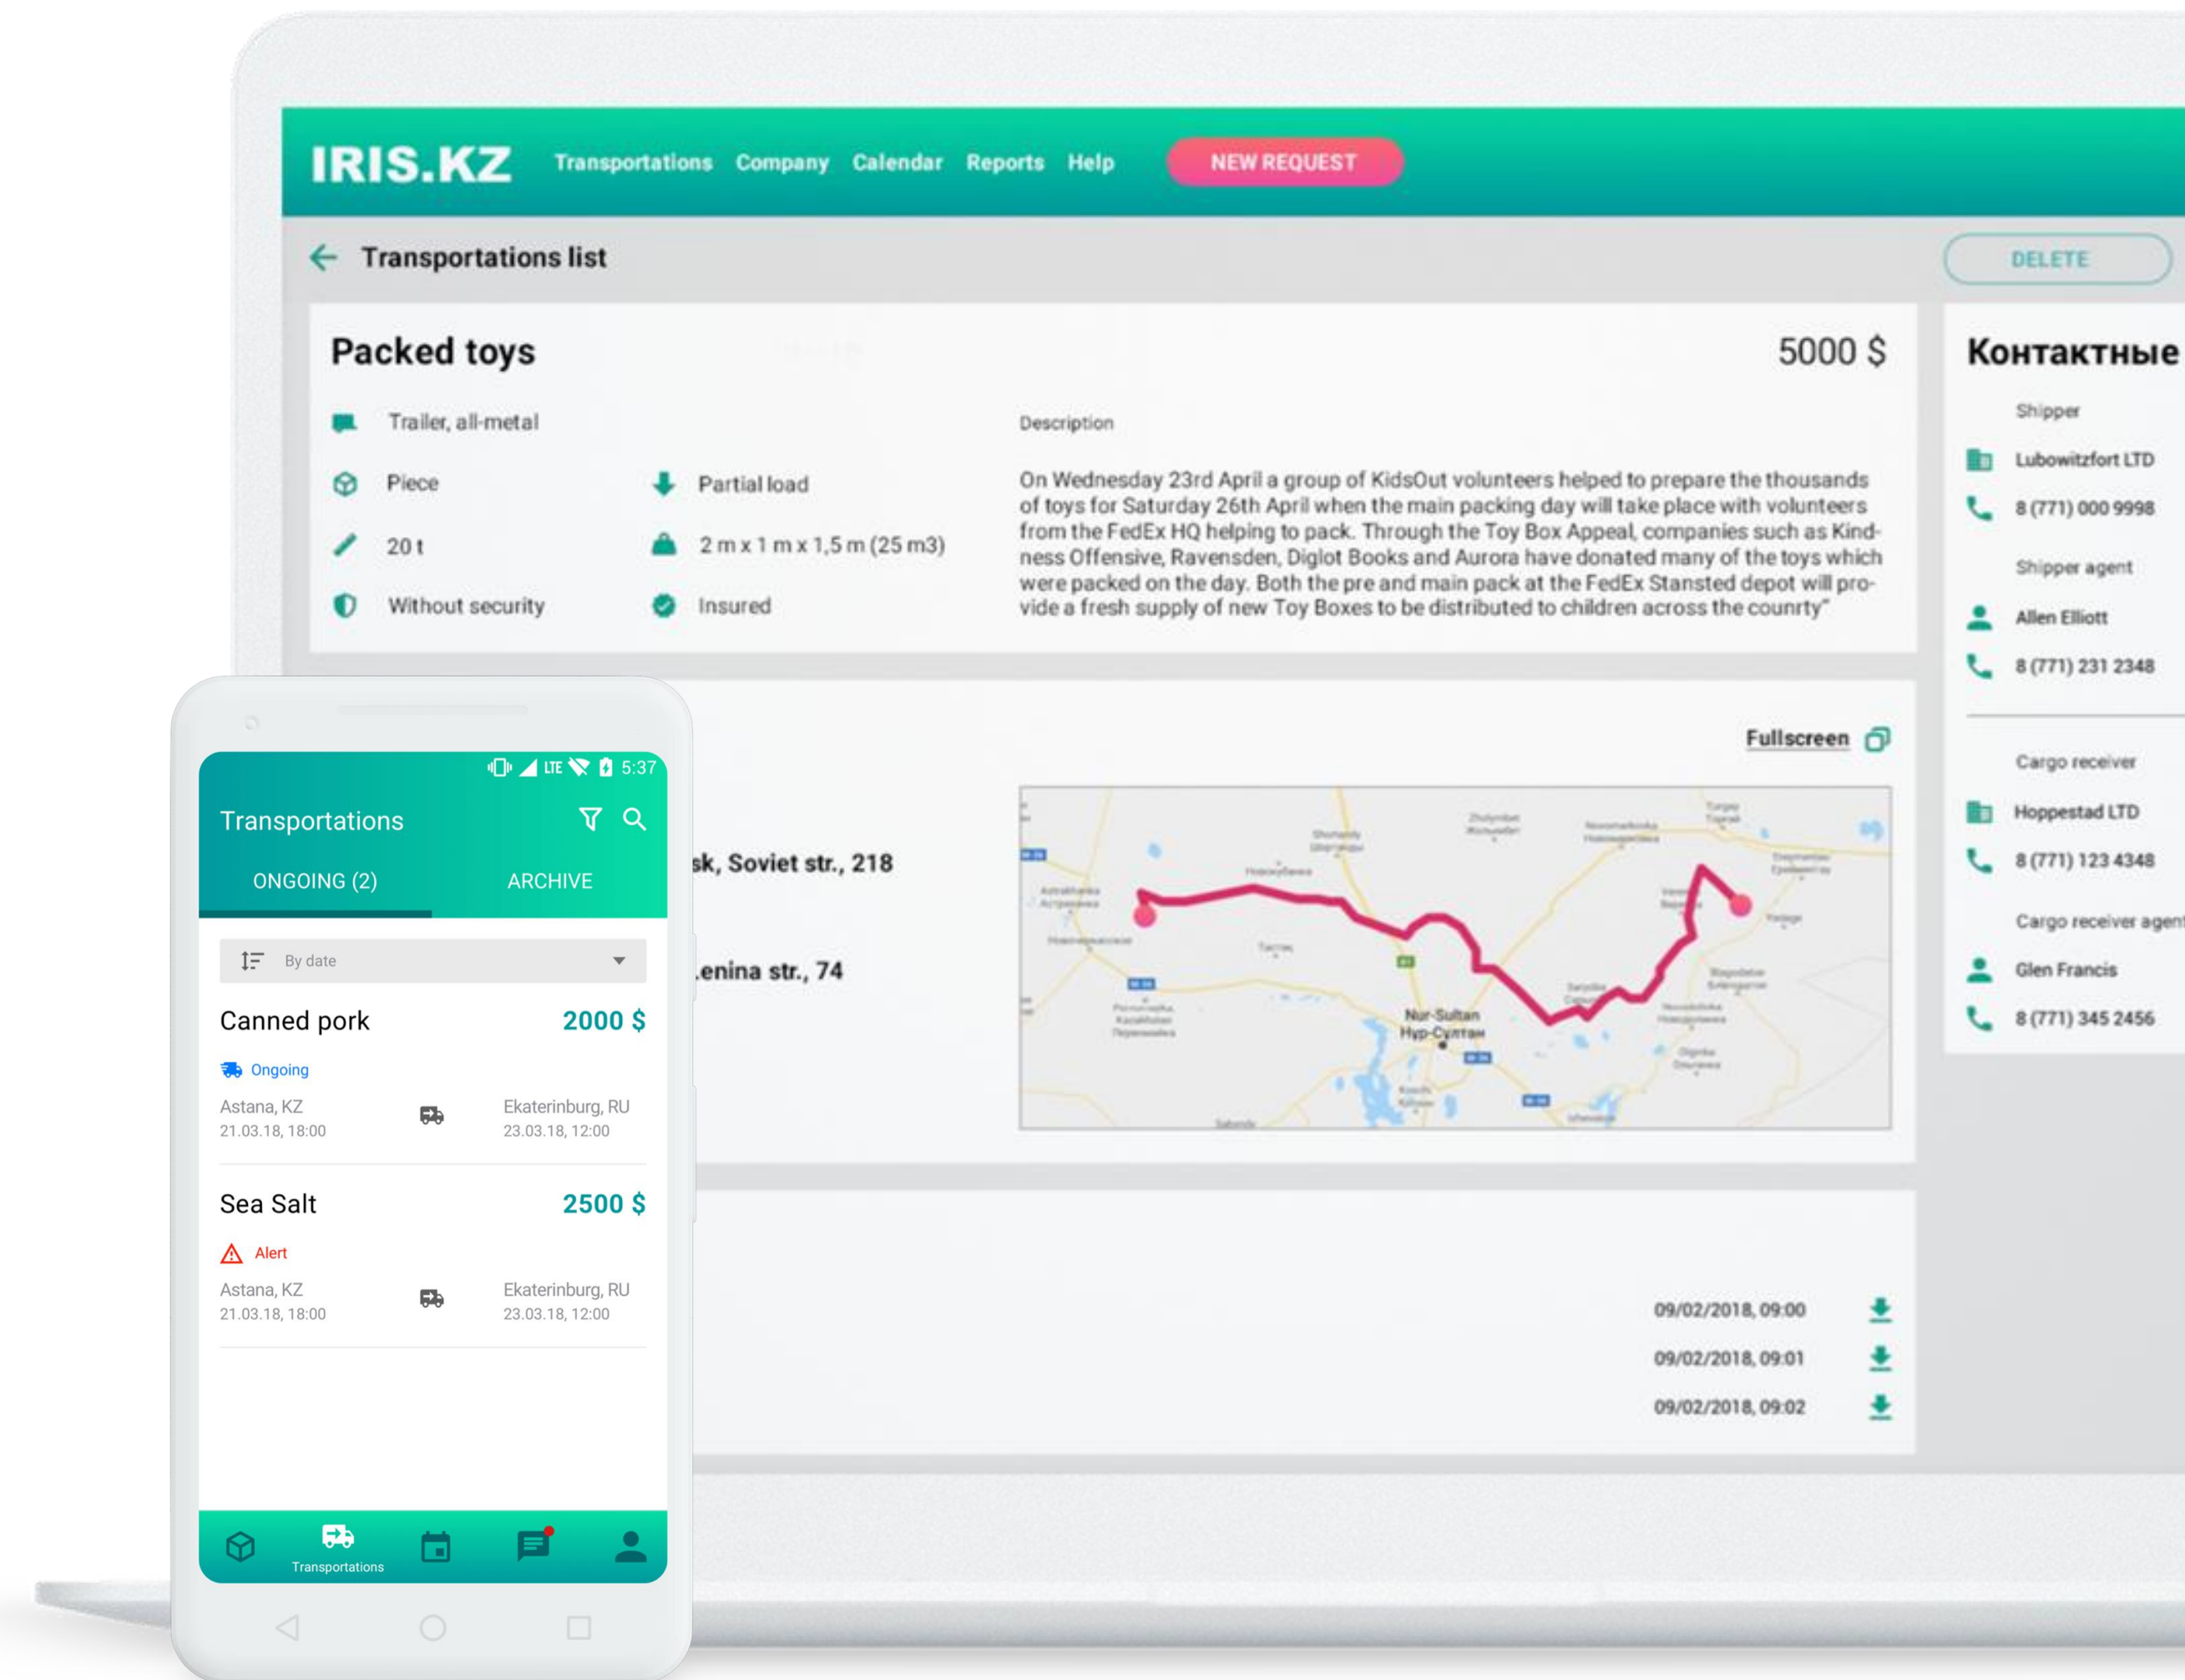 IRIS.KZ
Transportations Company Calendar Reports Help
NEW REQUEST
Transportations list
DELETE
Packed toys
5000 $
Trailer, all-metal
Piece
Partial load
20 t
2 m x 1 m x 1,5 m (25 m3)
Without security
Insured
Description
On Wednesday 23rd April a group of KidsOut volunteers helped to prepare the thousands
of toys for Saturday 26th April when the main packing day will take place with volunteers
from the FedEx HQ helping to pack. Through the Toy Box Appeal, companies such as Kind-
ness Offensive, Ravensden, Diglot Books and Aurora have donated many of the toys which
were packed on the day. Both the pre and main pack at the FedEx Stansted depot will pro-
vide a fresh supply of new Toy Boxes to be distributed to children across the counrty"
Контактные
Shipper
Lubowitzfort LTD
8 (771) 000 9998
Shipper agent
Allen Elliott
8 (771) 231 2348
Cargo receiver
Hoppestad LTD
8 (771) 123 4348
Cargo receiver agent
Glen Francis
8 (771) 345 2456
sk, Soviet str., 218
enina str., 74
Fullscreen
Nur-Sultan
Нұр-Сұлтан
09/02/2018, 09:00
09/02/2018, 09:01
09/02/2018, 09:02
LTE 5:37
Transportations
ONGOING (2)
ARCHIVE
By date
Canned pork
2000 $
Ongoing
Astana, KZ
21.03.18, 18:00
Ekaterinburg, RU
23.03.18, 12:00
Sea Salt
2500 $
Alert
Astana, KZ
21.03.18, 18:00
Ekaterinburg, RU
23.03.18, 12:00
Transportations